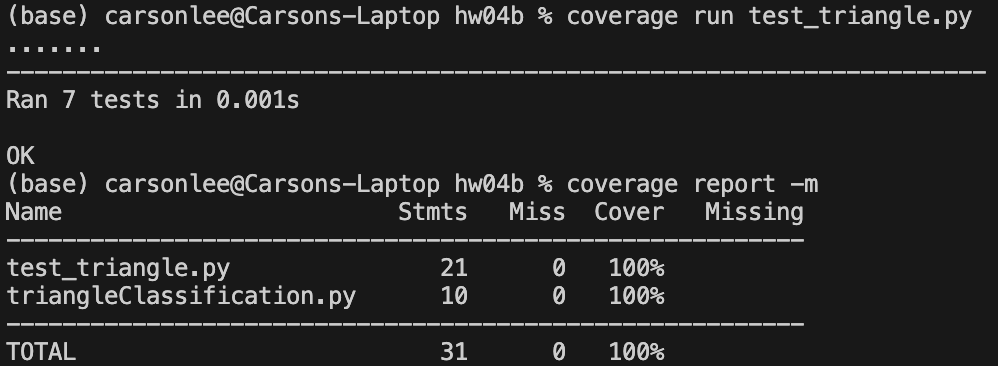 (base) carsonlee@Carsons-Laptop hw04b % coverage run test_triangle.py
.......
----------------------------------------------------------------------
Ran 7 tests in 0.001s
OK
(base) carsonlee@Carsons-Laptop hw04b % coverage report -m
Name                        Stmts   Miss  Cover   Missing
---------------------------------------------------------
test_triangle.py               21      0   100%
triangleClassification.py      10      0   100%
---------------------------------------------------------
TOTAL                          31      0   100%